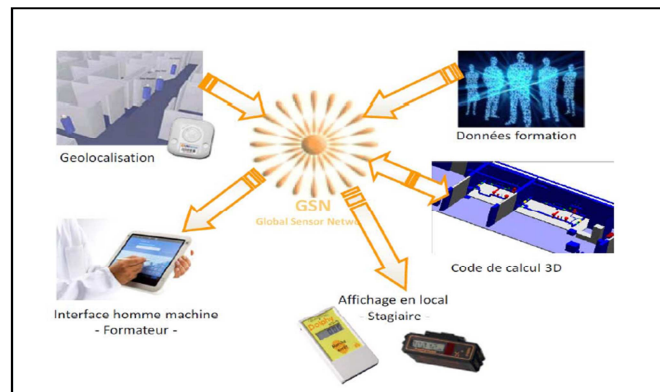 Geolocalisation
Données formation
GSN
Global Sensor Netw
Code de calcul 3D
Interface homme machine
- Formateur -
Affichage en local
- Stagiaire -